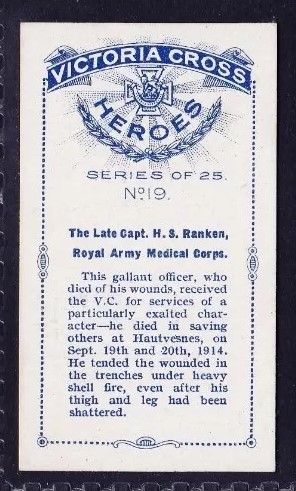 VICTORIA CROSS
HEROES
SERIES OF 25.
No. 19.
The Late Capt. H. S. Ranken,
Royal Army Medical Corps.
This gallant officer, who
died of his wounds, received
the V.C. for services of a
particularly exalted char-
acter—he died in saving
others at Hautvesnes, on
Sept. 19th and 20th, 1914.
He tended the wounded in
the trenches under heavy
shell fire, even after his
thigh and leg had been
shattered.